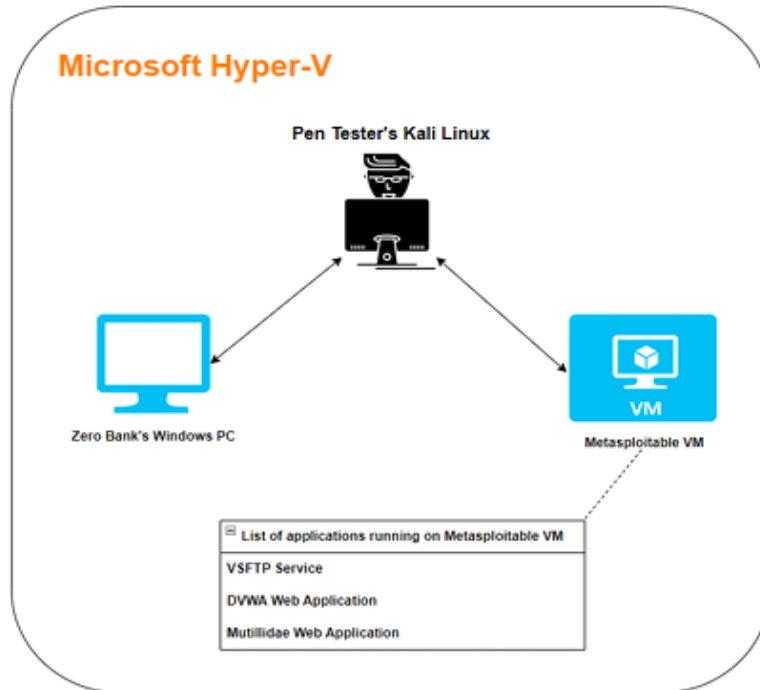 Microsoft Hyper-V
Pen Tester's Kali Linux
Zero Bank's Windows PC
VM
Metasploitable VM
List of applications running on Metasploitable VM
VSFTP Service
DVWA Web Application
Mutillidae Web Application